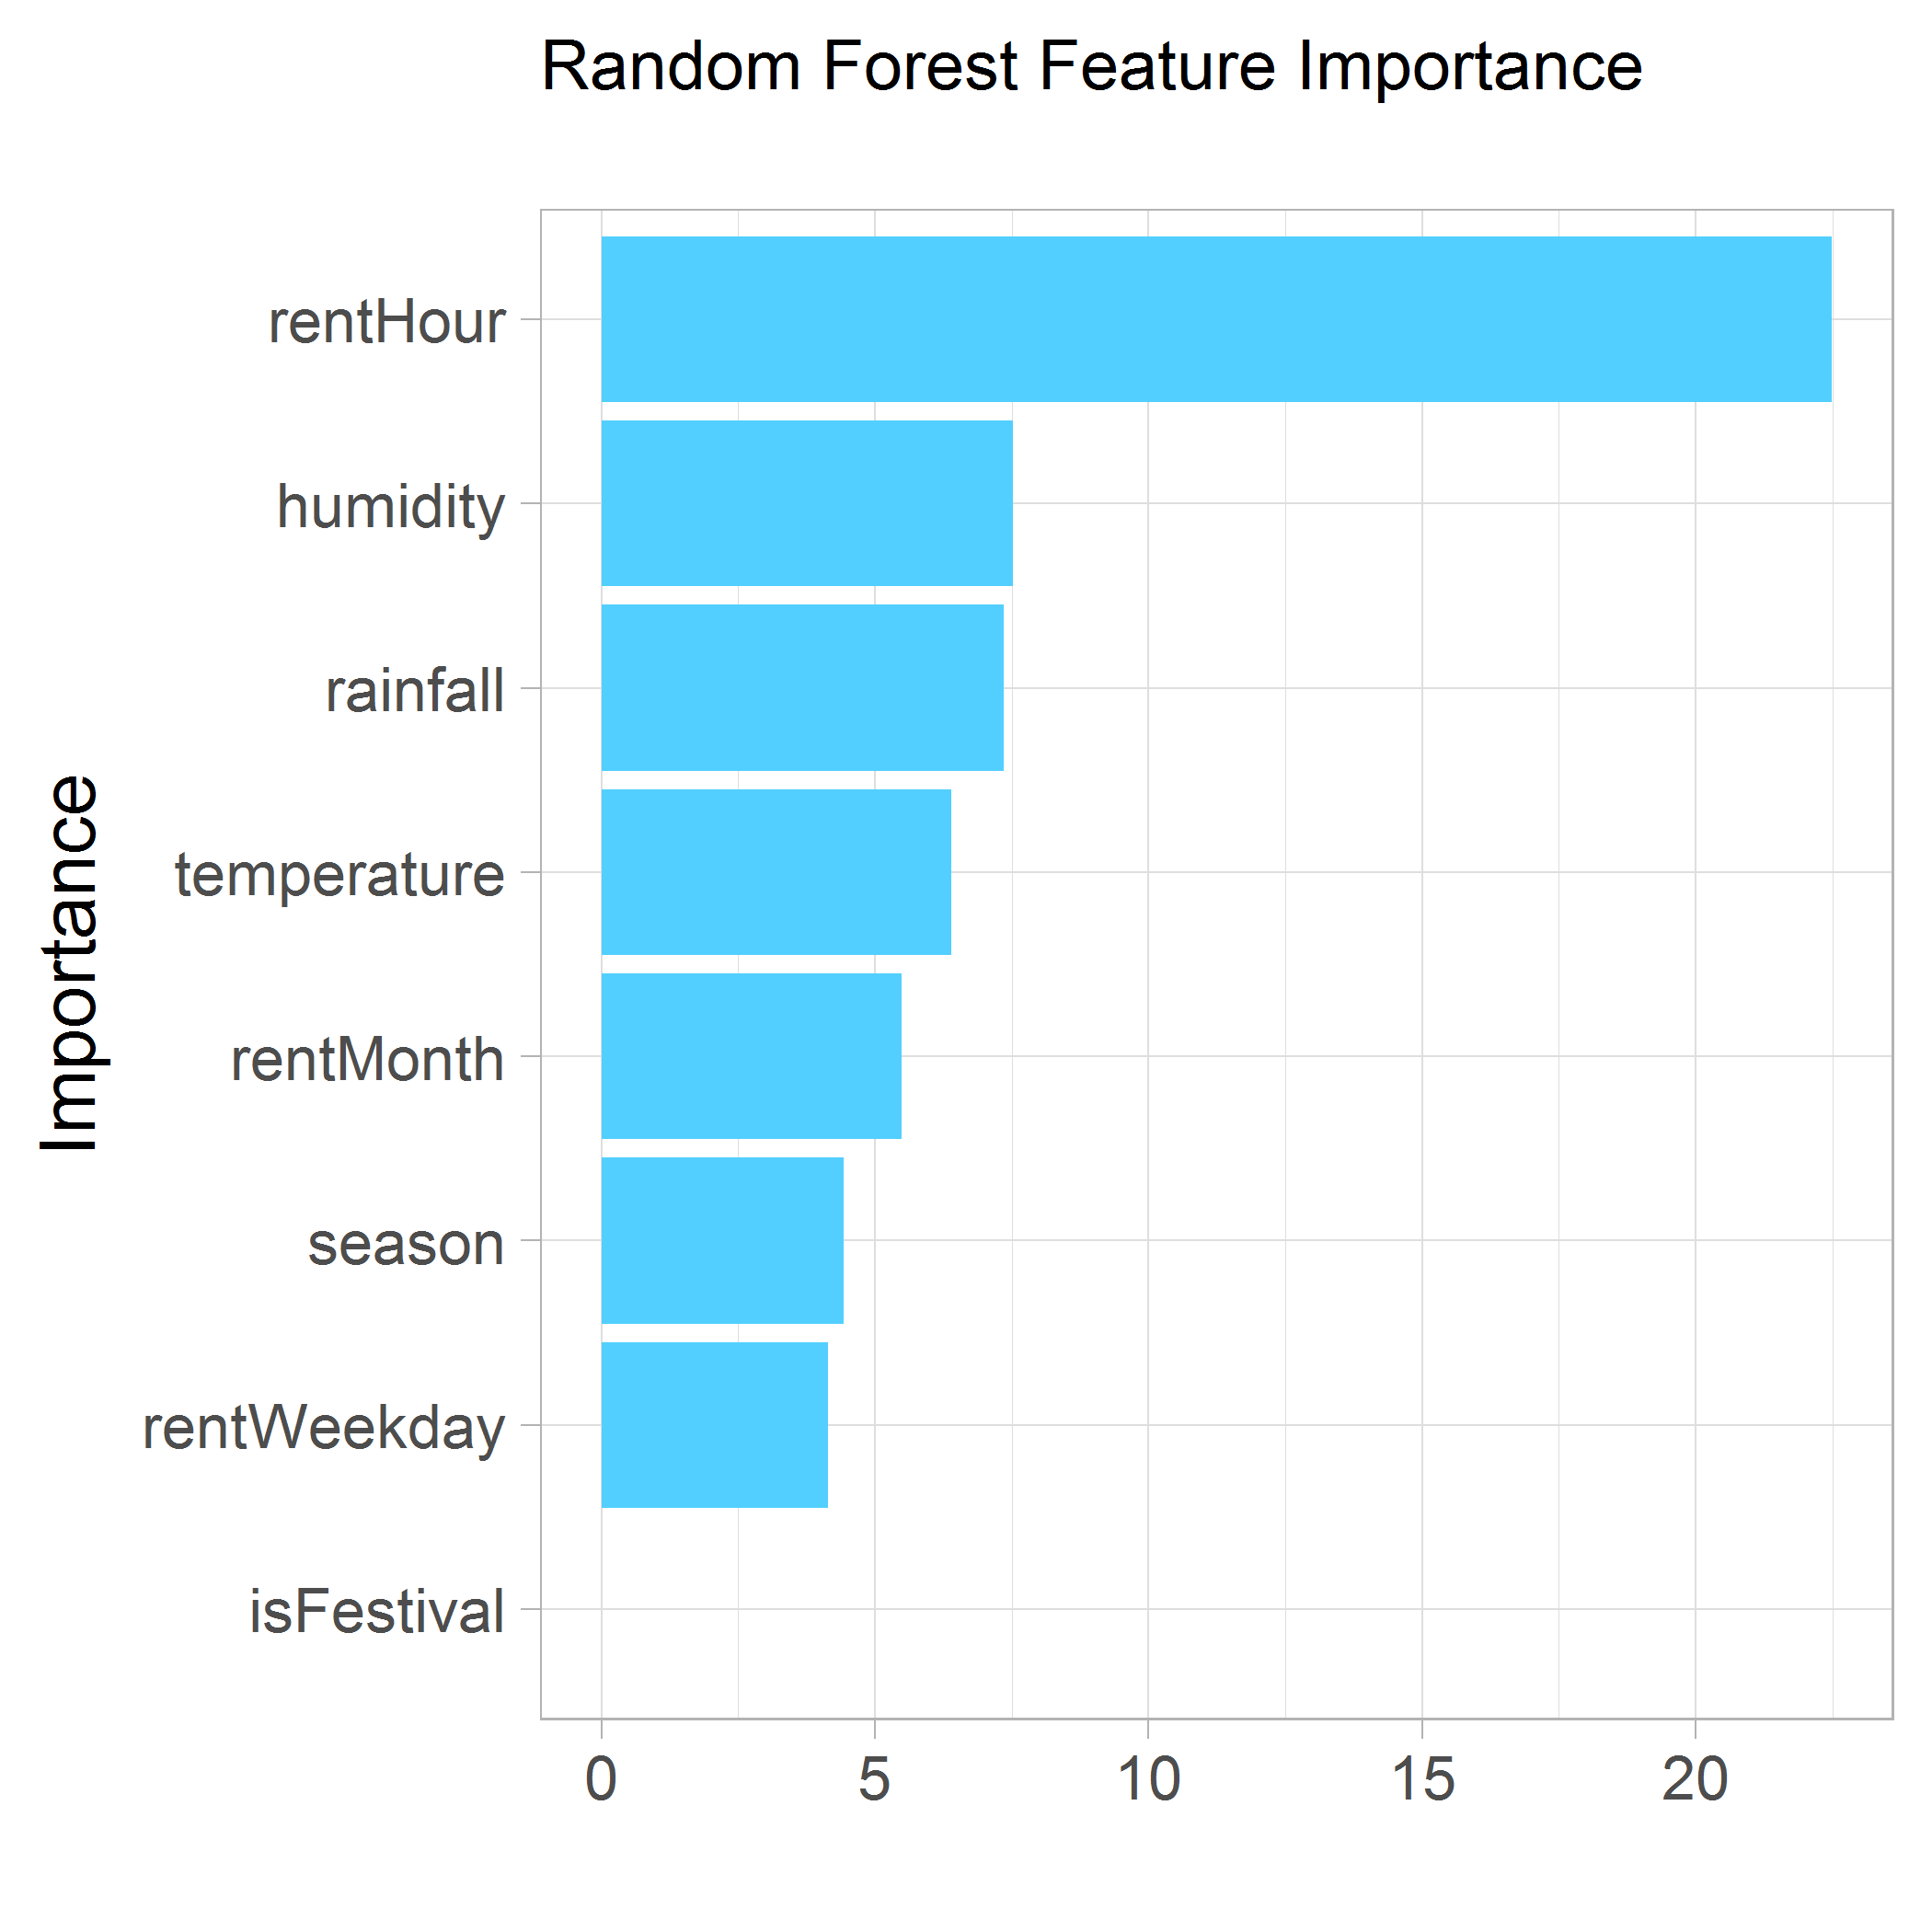 Random Forest Feature Importance
Importance
rentHour
humidity
rainfall
temperature
rentMonth
season
rentWeekday
isFestival
0 5 10 15 20